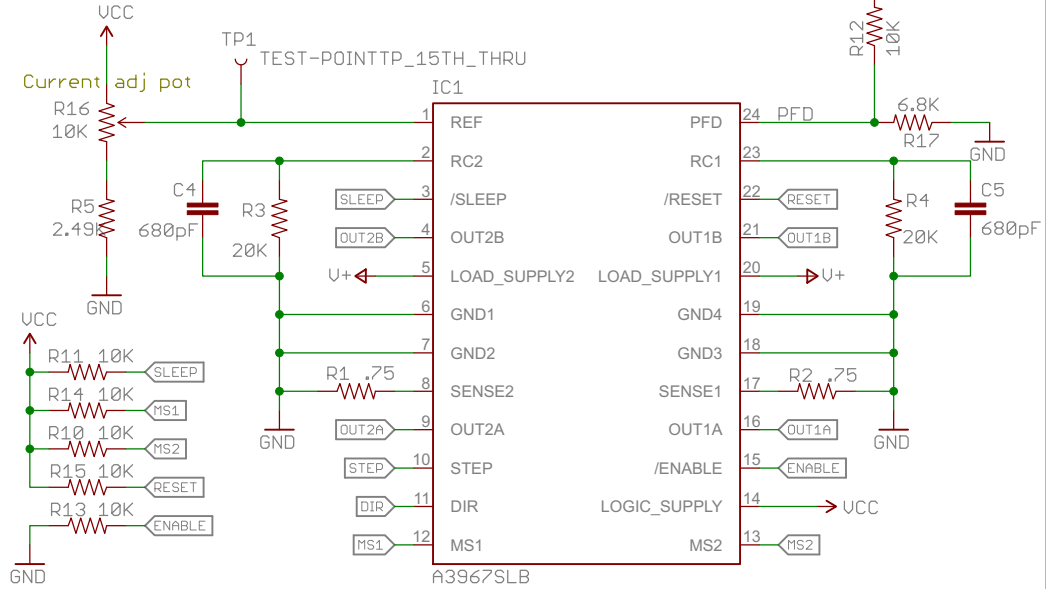 VCC
TP1
TEST-POINTTP_15TH_THRU
R12
10K
Current adj pot
R16
10K
IC1
6.8K
R17
GND
1 REF
PFD 24 PFD
2 RC2
RC1 23
C4
680pF
R3
20K
R5
2.49K
GND
SLEEP 3 /SLEEP
/RESET 22 RESET
R4
20K
C5
680pF
OUT2B 4 OUT2B
OUT1B 21 OUT1B
V+ 5 LOAD_SUPPLY2
LOAD_SUPPLY1 20 V+
6 GND1
GND4 19
7 GND2
GND3 18
R1 .75 8 SENSE2
SENSE1 17 R2 .75
GND
GND
OUT2A 9 OUT2A
OUT1A 16 OUT1A
STEP 10 STEP
/ENABLE 15 ENABLE
DIR 11 DIR
LOGIC_SUPPLY 14 VCC
MS1 12 MS1
MS2 13 MS2
A3967SLB
VCC
R11 10K SLEEP
R14 10K MS1
R10 10K MS2
R15 10K RESET
R13 10K ENABLE
GND